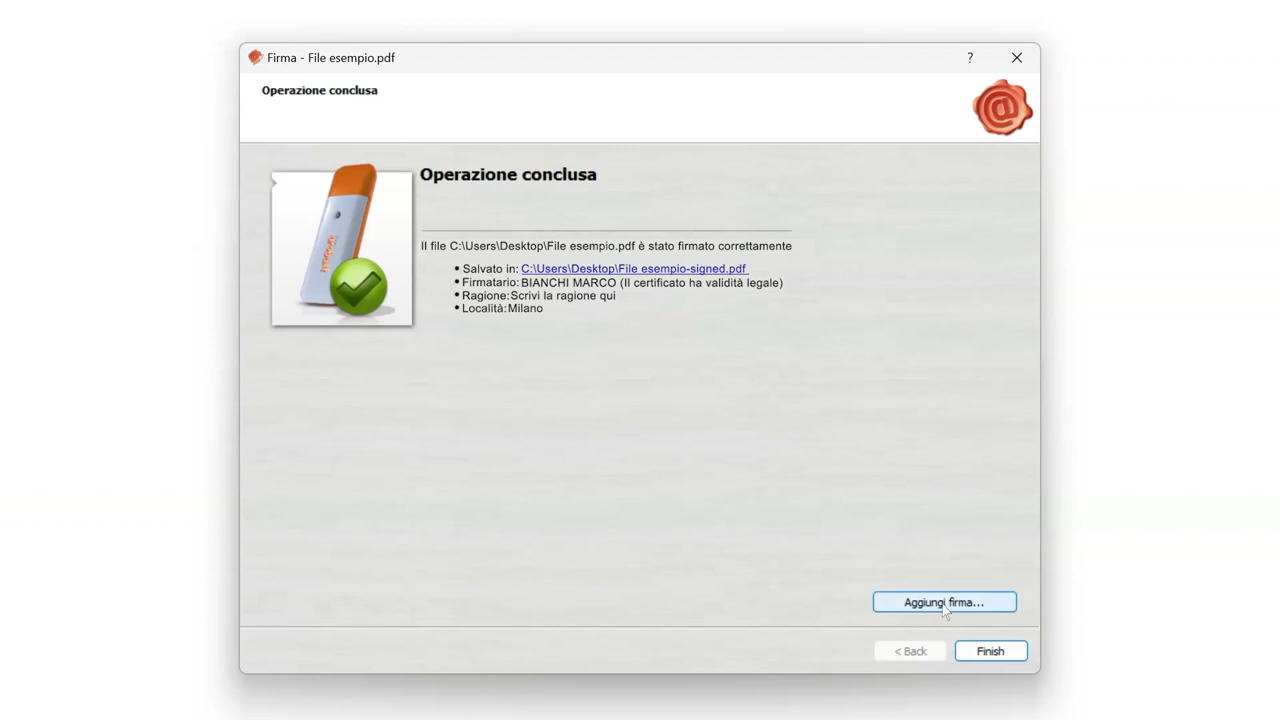 Firma - File esempio.pdf
?
Operazione conclusa
@
Operazione conclusa
Il file C:\Users\Desktop\File esempio.pdf è stato firmato correttamente
• Salvato in: C:\Users\Desktop\File esempio-signed.pdf
• Firmatario: BIANCHI MARCO (Il certificato ha validità legale)
• Ragione: Scrivi la ragione qui
• Località: Milano
Aggiungi firma...
< Back
Finish